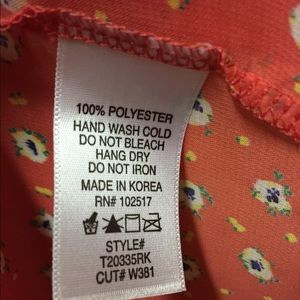 100% POLYESTER
HAND WASH COLD
DO NOT BLEACH
HANG DRY
DO NOT IRON
MADE IN KOREA
RN# 102517
STYLE#
T20335RK
CUT# W381